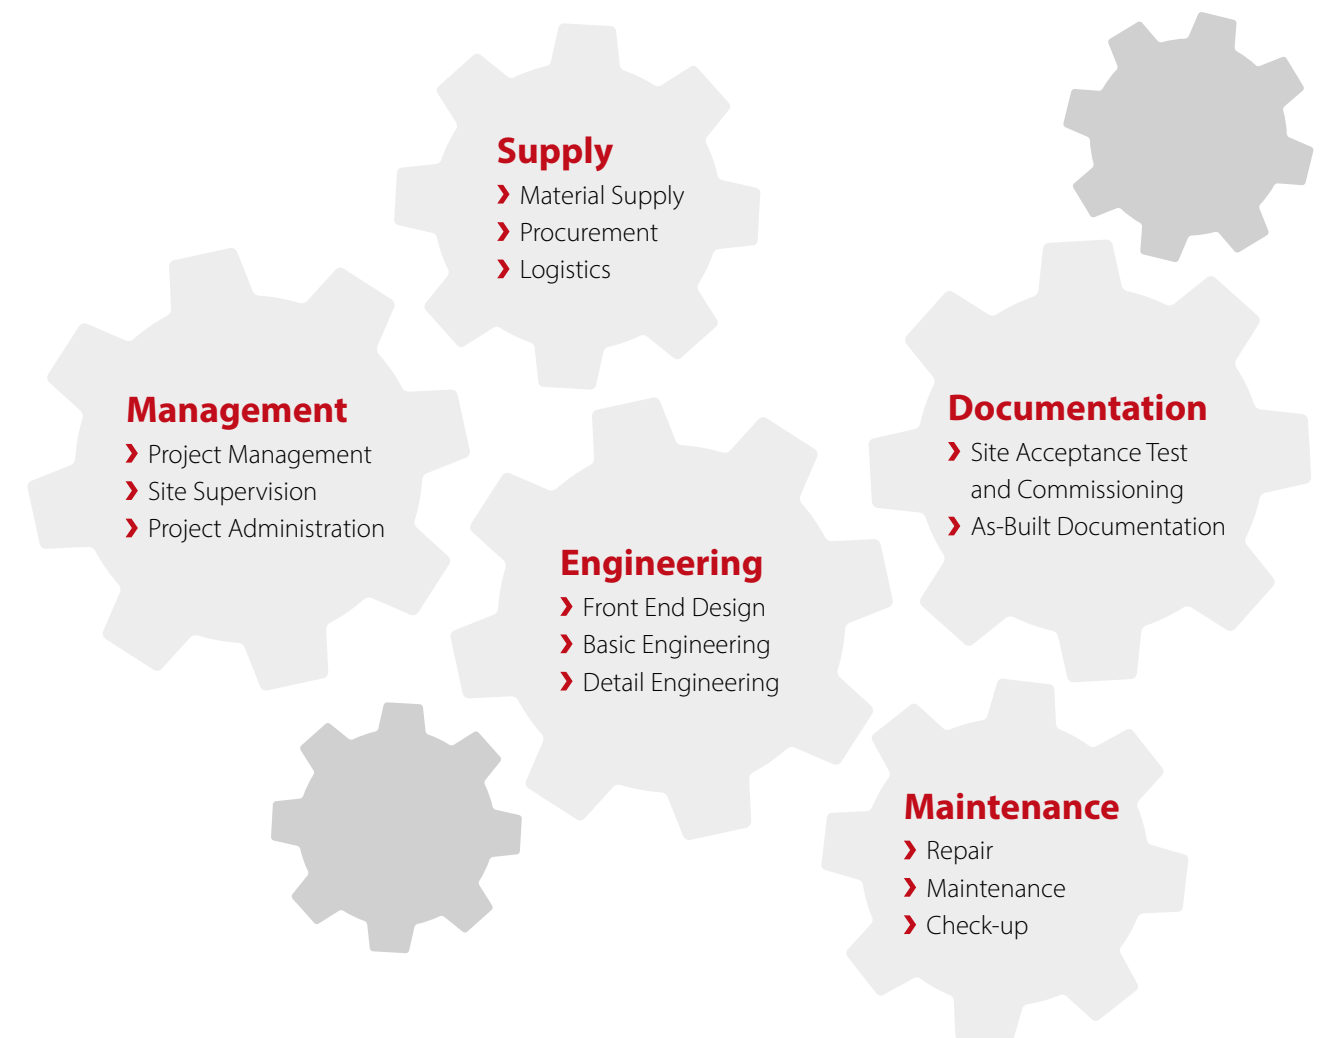 Supply
❯ Material Supply
❯ Procurement
❯ Logistics
Management
❯ Project Management
❯ Site Supervision
❯ Project Administration
Documentation
❯ Site Acceptance Test
and Commissioning
❯ As-Built Documentation
Engineering
❯ Front End Design
❯ Basic Engineering
❯ Detail Engineering
Maintenance
❯ Repair
❯ Maintenance
❯ Check-up